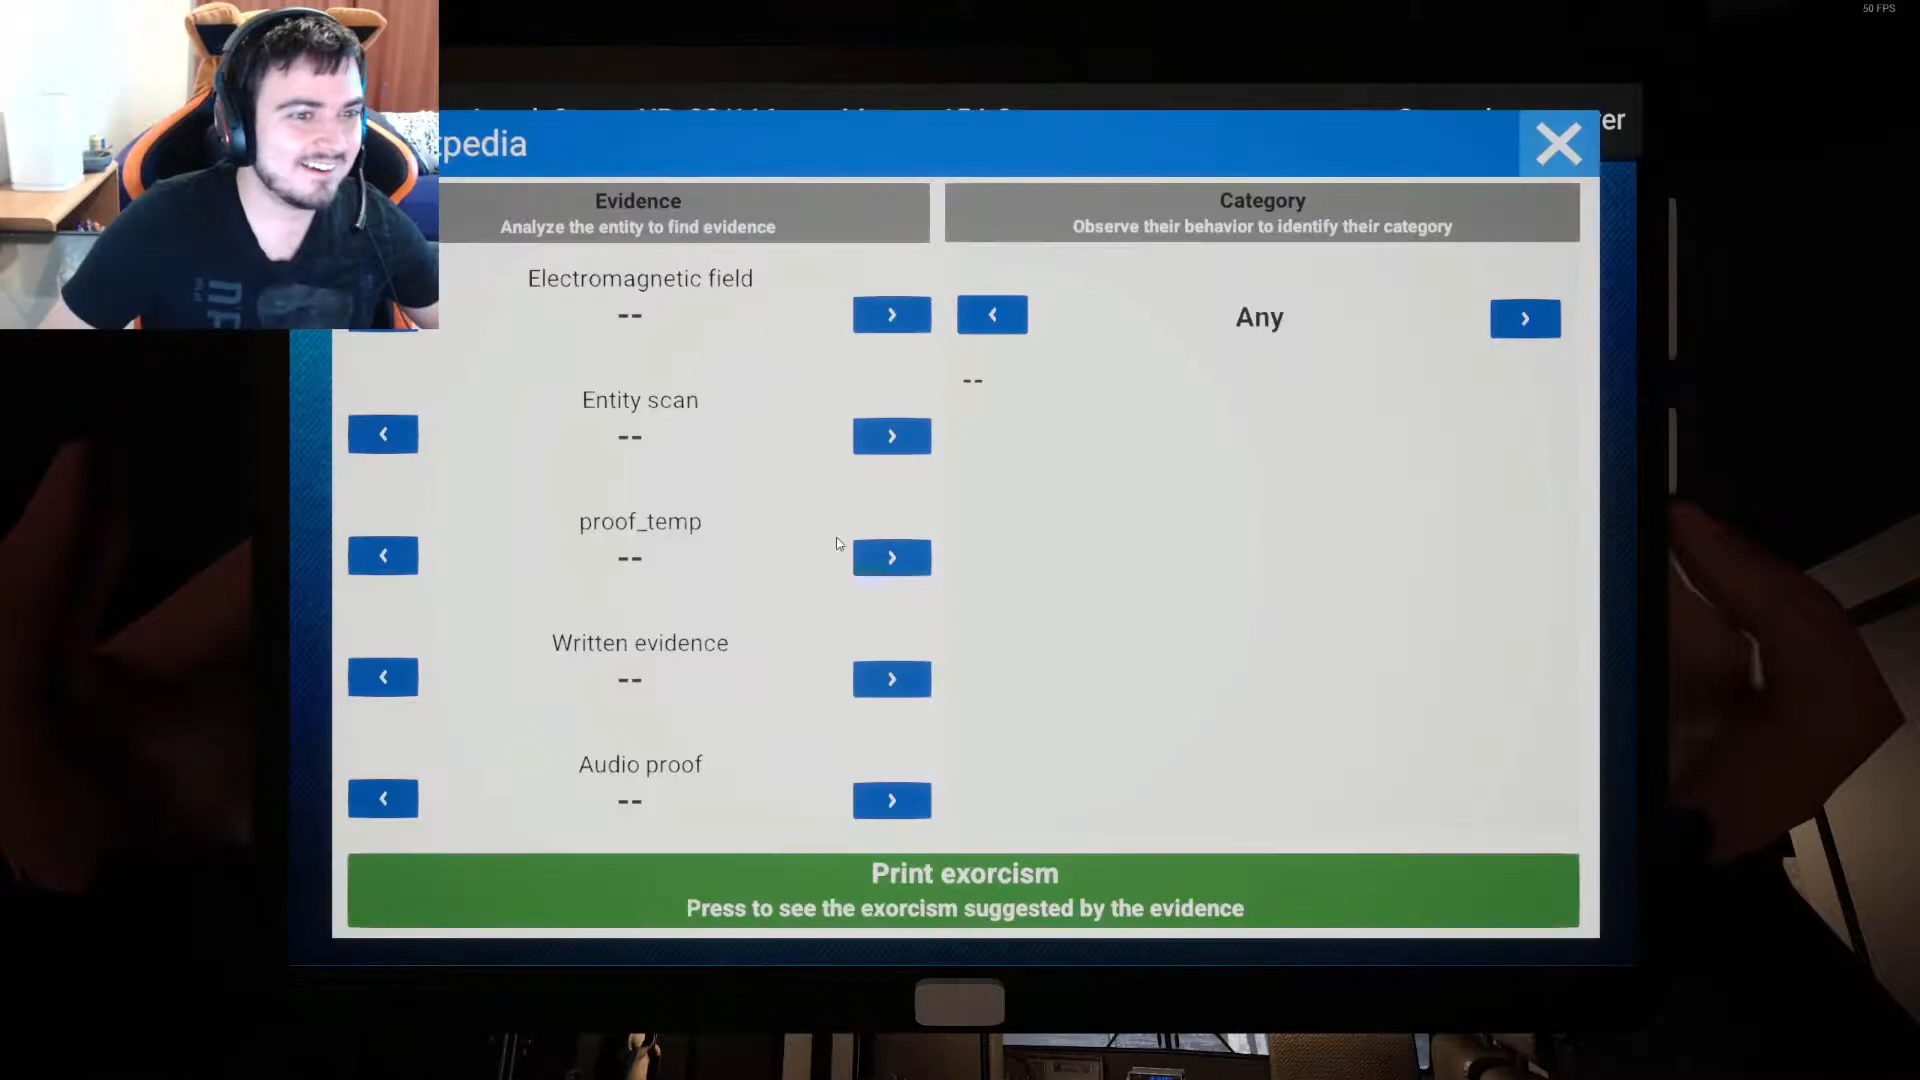 50 FPS
er
tpedia
Evidence
Analyze the entity to find evidence
Category
Observe their behavior to identify their category
Electromagnetic field
--
Any
--
Entity scan
--
proof_temp
--
Written evidence
--
Audio proof
--
Print exorcism
Press to see the exorcism suggested by the evidence